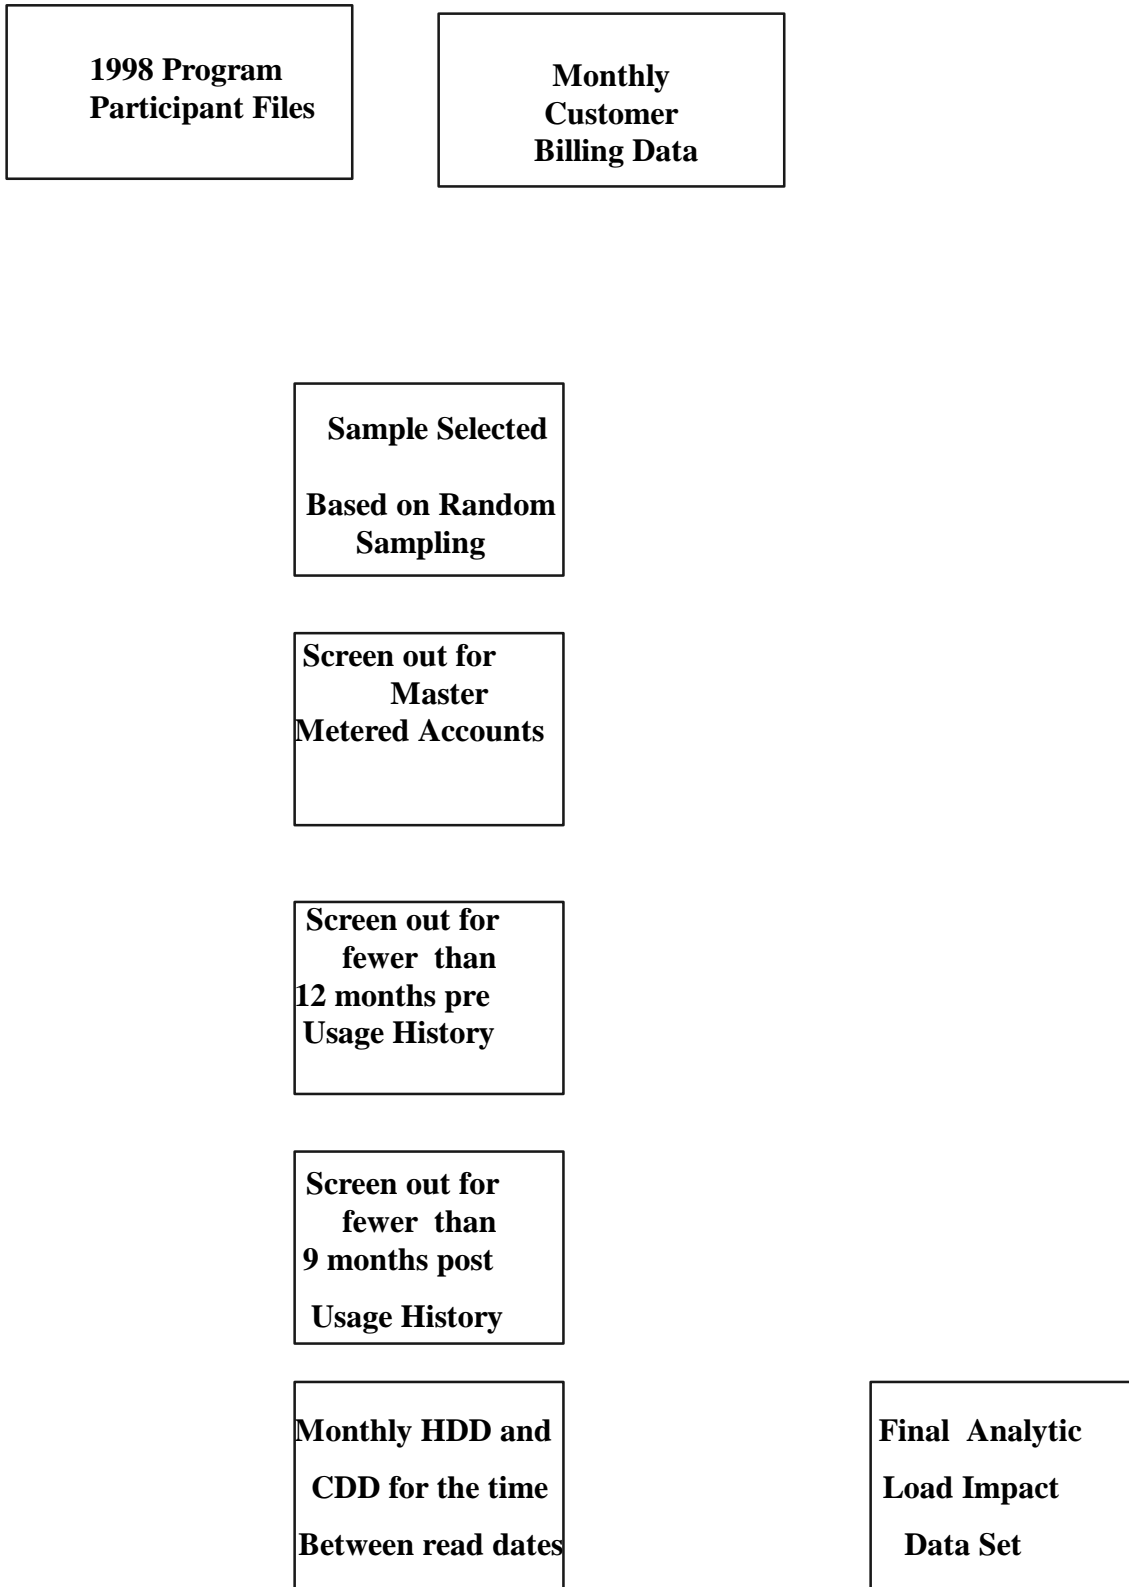 1998 Program
Participant Files
Monthly
Customer
Billing Data
Sample Selected
Based on Random
Sampling
Screen out for
Master
Metered Accounts
Screen out for
fewer than
12 months pre
Usage History
Screen out for
fewer than
9 months post
Usage History
Monthly HDD and
CDD for the time
Between read dates
Final Analytic
Load Impact
Data Set